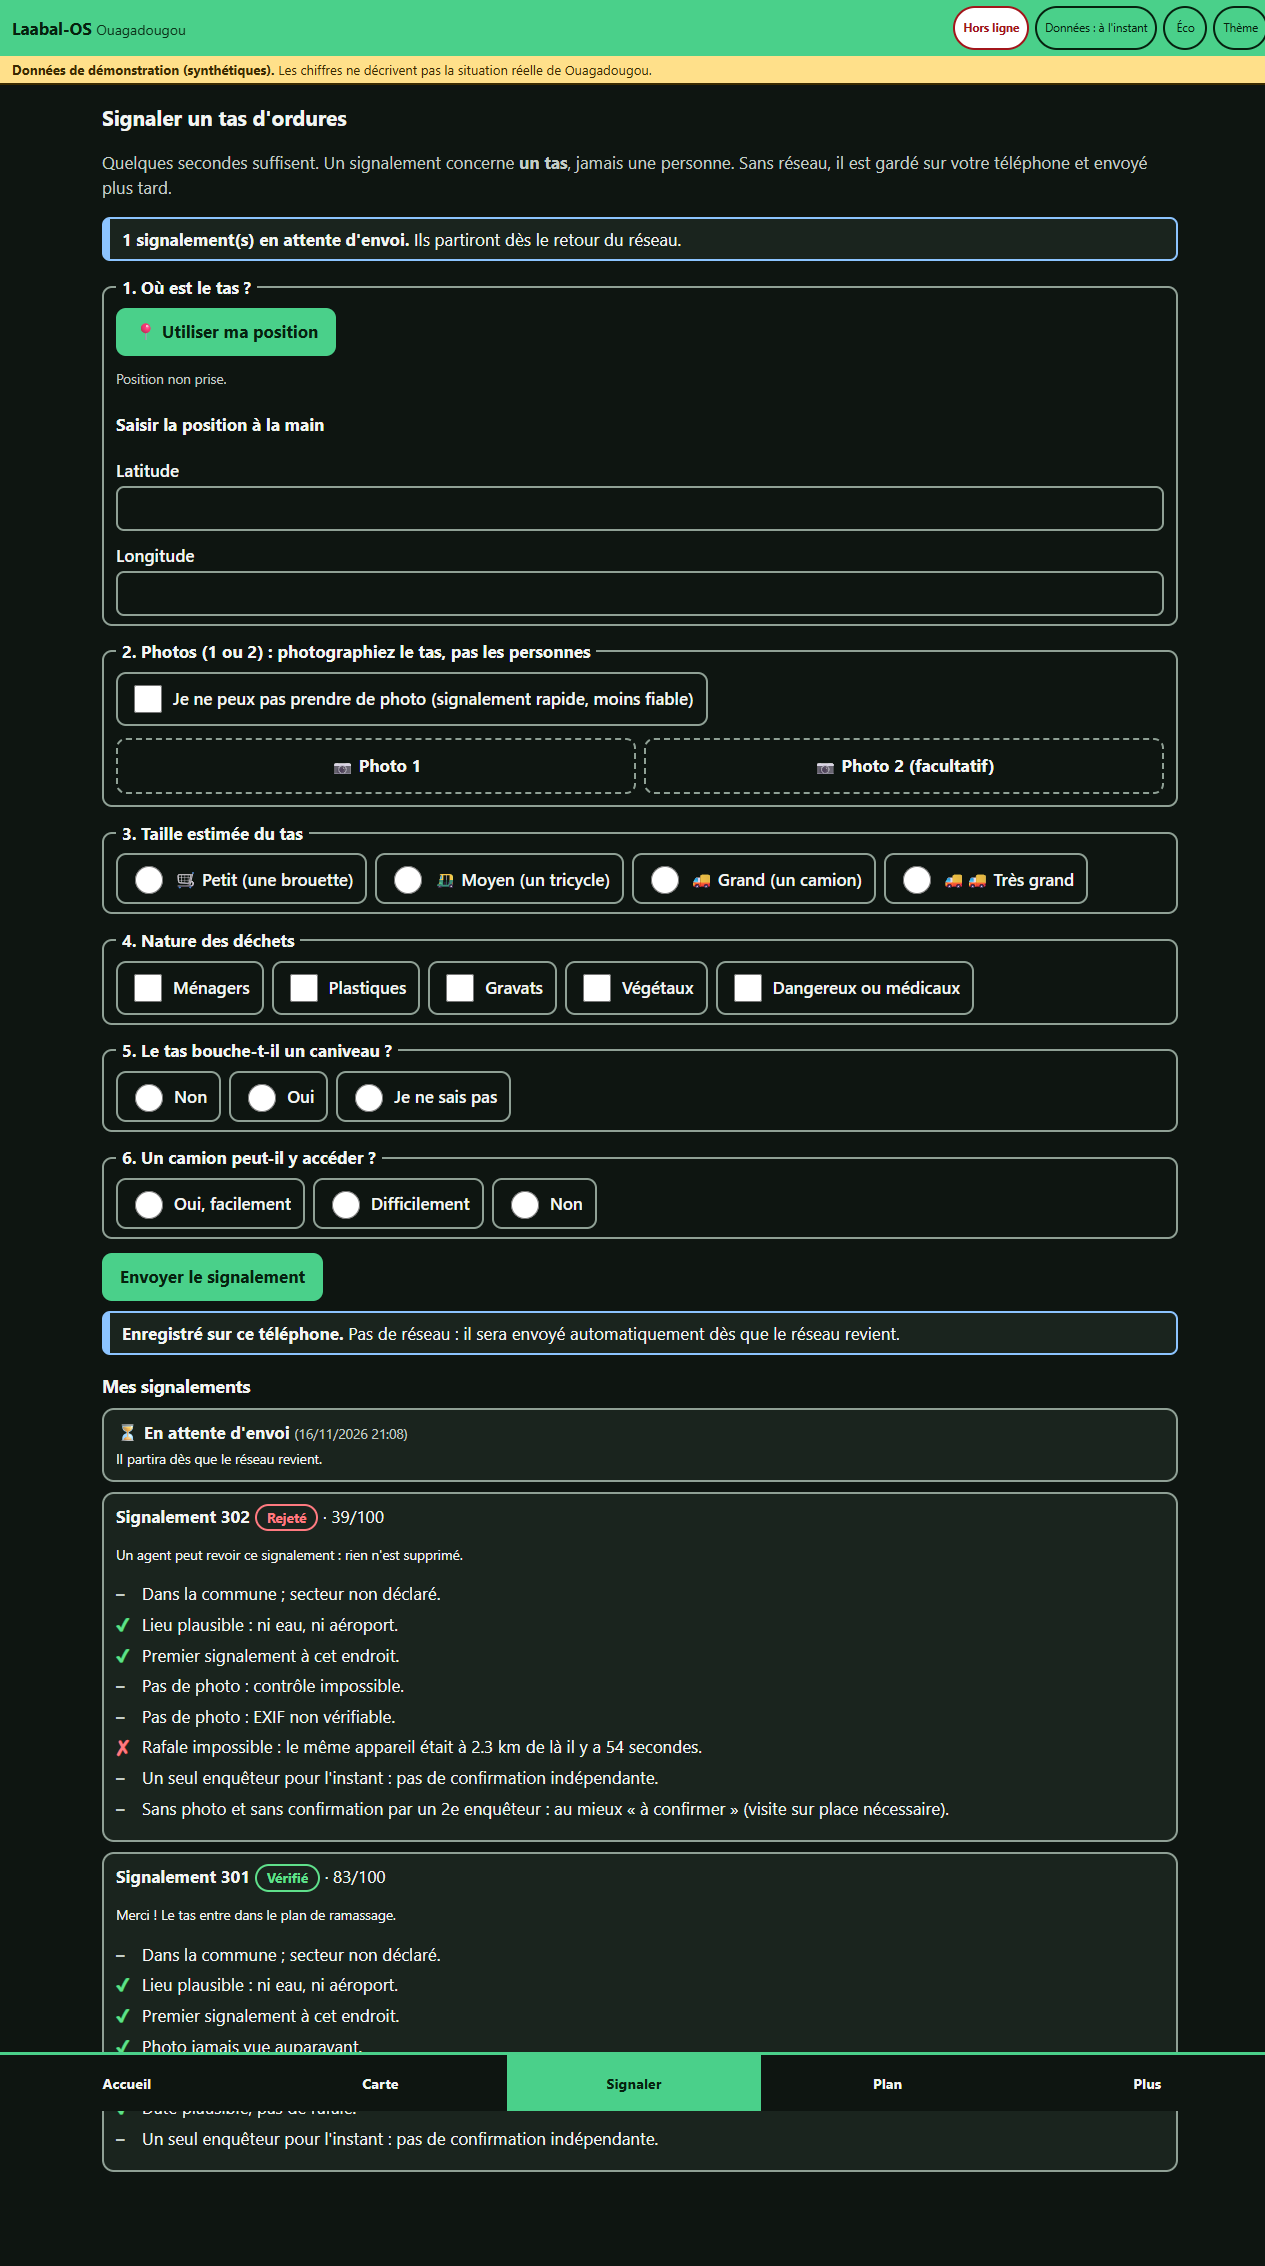 Laabal-OS Ouagadougou
Hors ligne
Données : à l'instant
Éco
Thème
Données de démonstration (synthétiques). Les chiffres ne décrivent pas la situation réelle de Ouagadougou.
Signaler un tas d'ordures
Quelques secondes suffisent. Un signalement concerne un tas, jamais une personne. Sans réseau, il est gardé sur votre téléphone et envoyé
plus tard.
1 signalement(s) en attente d'envoi. Ils partiront dès le retour du réseau.
1. Où est le tas ?
Utiliser ma position
Position non prise.
Saisir la position à la main
Latitude
Longitude
2. Photos (1 ou 2) : photographiez le tas, pas les personnes
Je ne peux pas prendre de photo (signalement rapide, moins fiable)
Photo 1
Photo 2 (facultatif)
3. Taille estimée du tas
Petit (une brouette)
Moyen (un tricycle)
Grand (un camion)
Très grand
4. Nature des déchets
Ménagers
Plastiques
Gravats
Végétaux
Dangereux ou médicaux
5. Le tas bouche-t-il un caniveau ?
Non
Oui
Je ne sais pas
6. Un camion peut-il y accéder ?
Oui, facilement
Difficilement
Non
Envoyer le signalement
Enregistré sur ce téléphone. Pas de réseau : il sera envoyé automatiquement dès que le réseau revient.
Mes signalements
⏳ En attente d'envoi (16/11/2026 21:08)
Il partira dès que le réseau revient.
Signalement 302 Rejeté · 39/100
Un agent peut revoir ce signalement : rien n'est supprimé.
– Dans la commune ; secteur non déclaré.
✔ Lieu plausible : ni eau, ni aéroport.
✔ Premier signalement à cet endroit.
– Pas de photo : contrôle impossible.
– Pas de photo : EXIF non vérifiable.
✘ Rafale impossible : le même appareil était à 2.3 km de là il y a 54 secondes.
– Un seul enquêteur pour l'instant : pas de confirmation indépendante.
– Sans photo et sans confirmation par un 2e enquêteur : au mieux « à confirmer » (visite sur place nécessaire).
Signalement 301 Vérifié · 83/100
Merci ! Le tas entre dans le plan de ramassage.
– Dans la commune ; secteur non déclaré.
✔ Lieu plausible : ni eau, ni aéroport.
✔ Premier signalement à cet endroit.
✔ Photo jamais vue auparavant.
Accueil
Carte
Signaler
Plan
Plus
✔ Date plausible, pas de rafale.
– Un seul enquêteur pour l'instant : pas de confirmation indépendante.